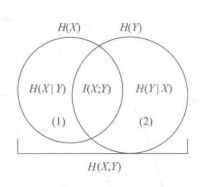 H(X) H(Y)
H(X|Y) I(X;Y) H(Y|X)
(1) (2)
H(X,Y)